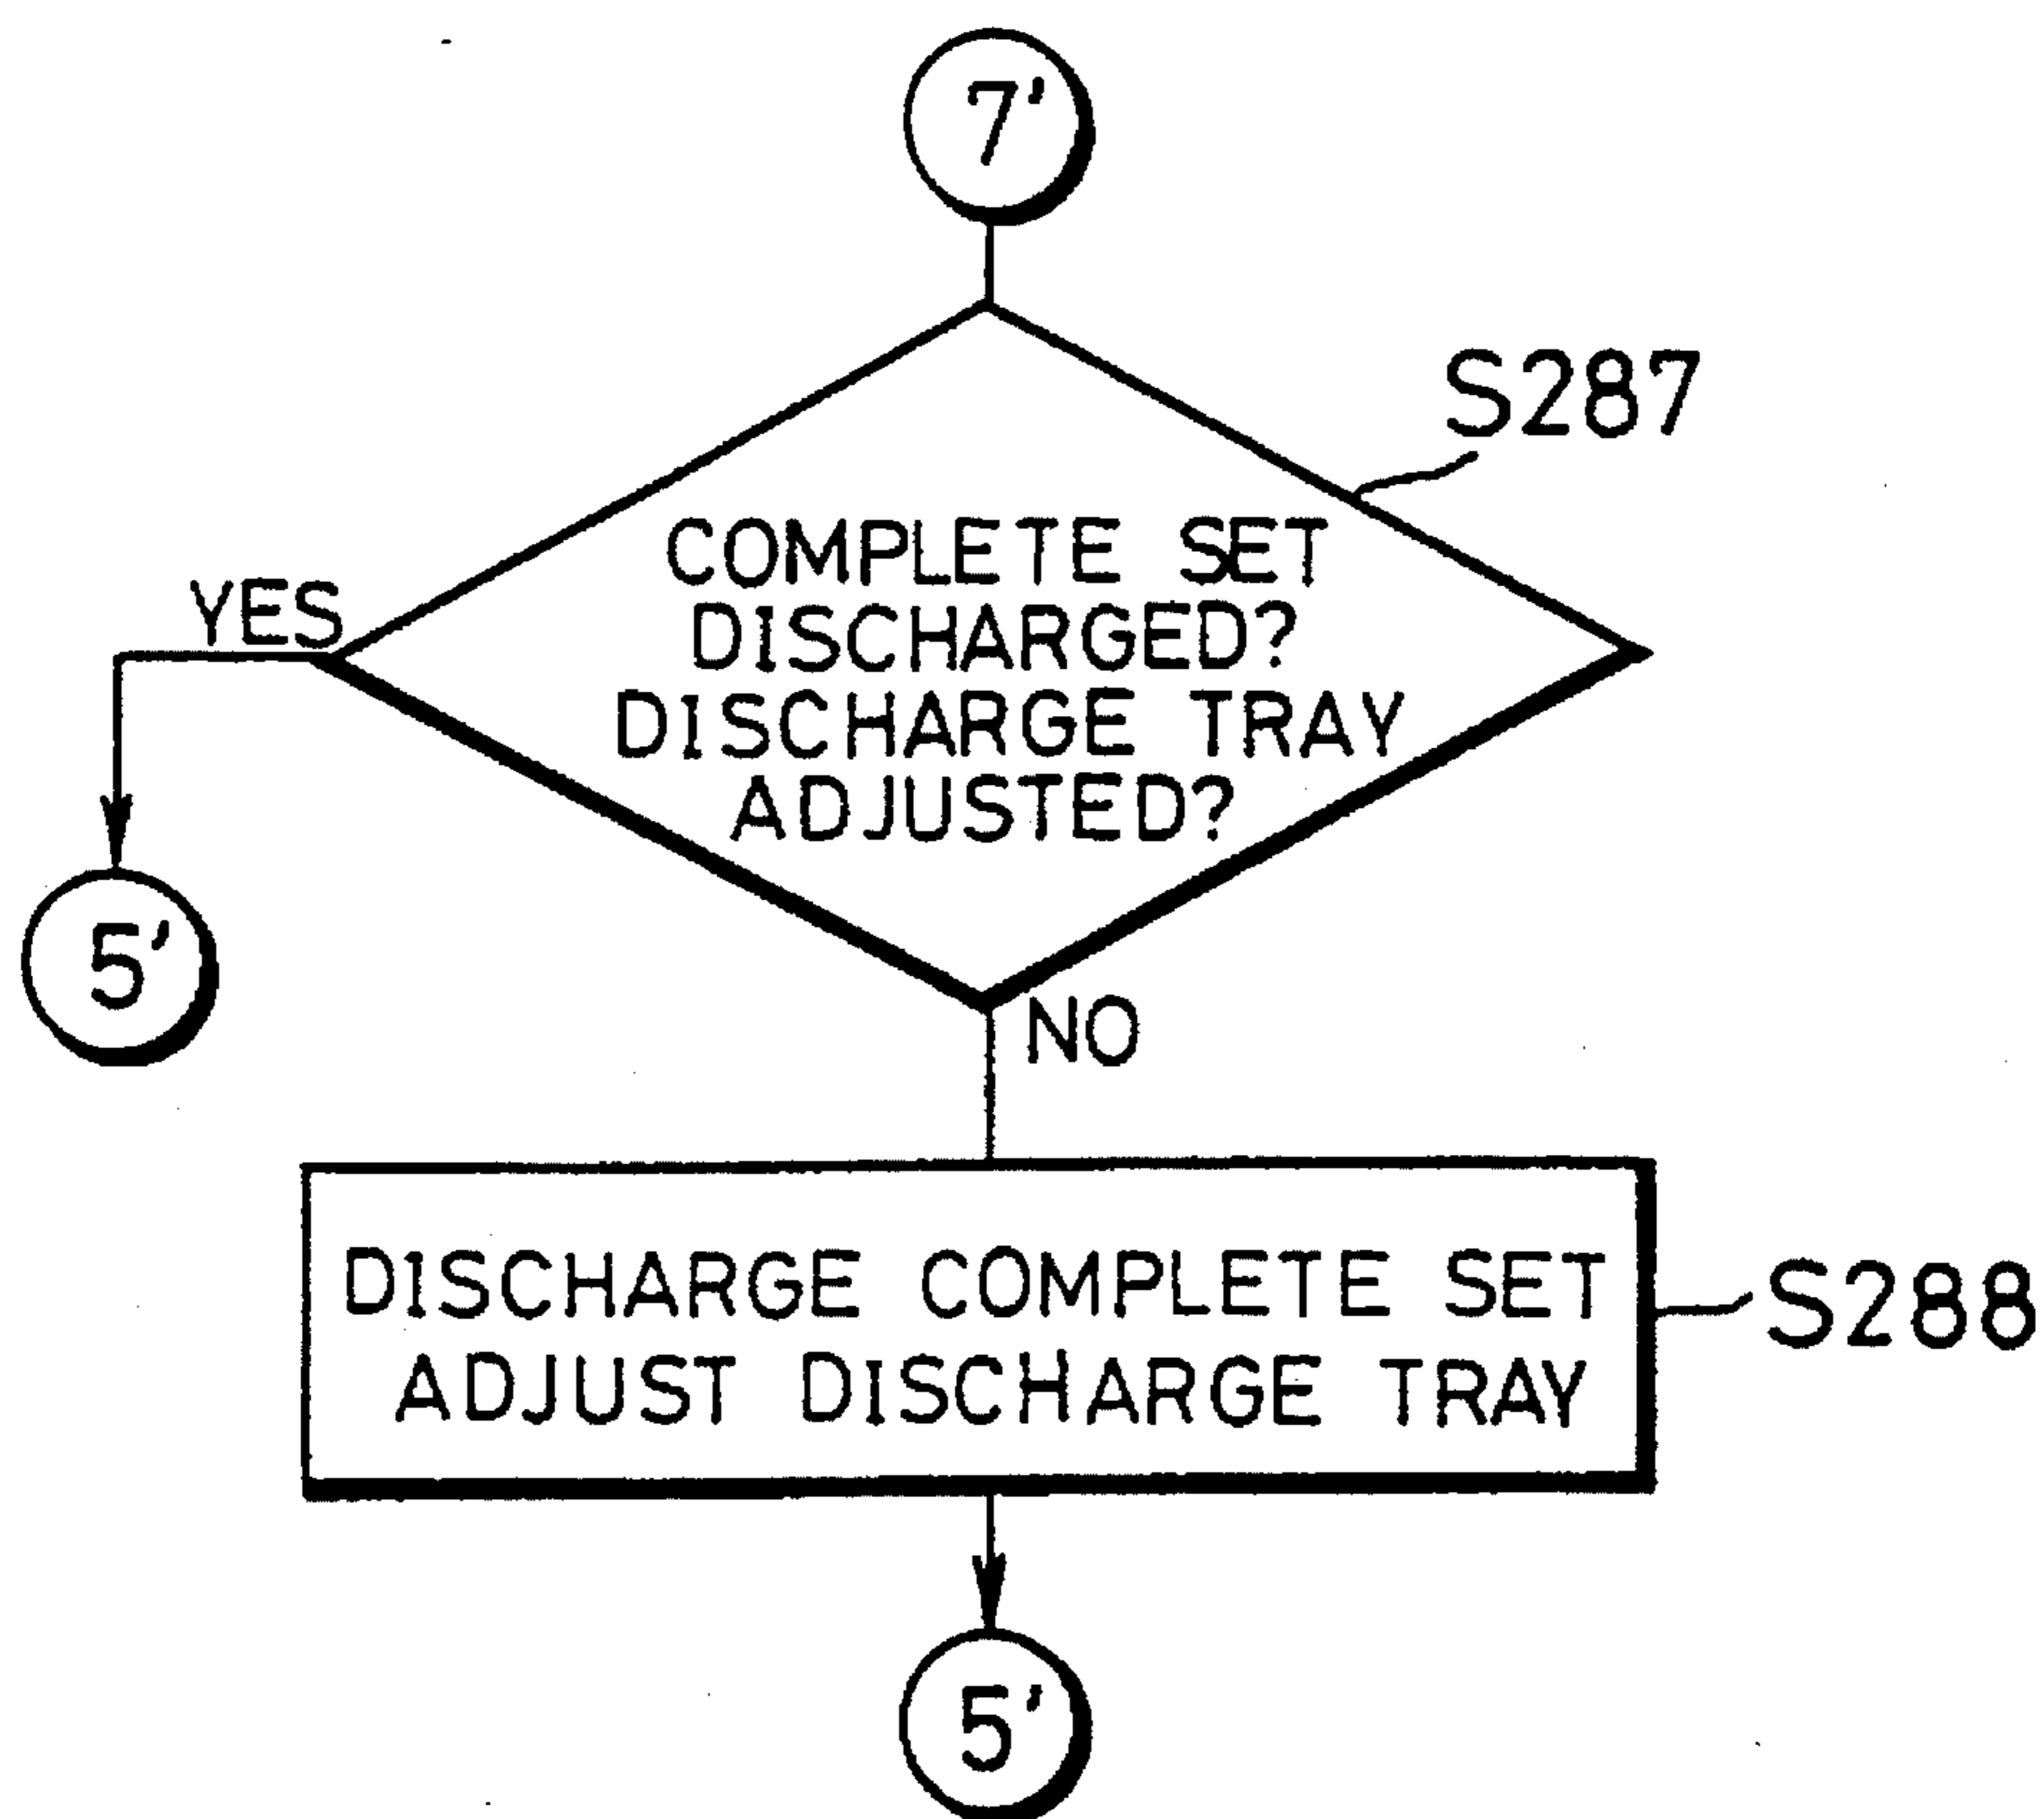 7'
S287
COMPLETE SET
DISCHARGED?
DISCHARGE TRAY
ADJUSTED?
YES
5'
NO
DISCHARGE COMPLETE SET
ADJUST DISCHARGE TRAY
S288
5'